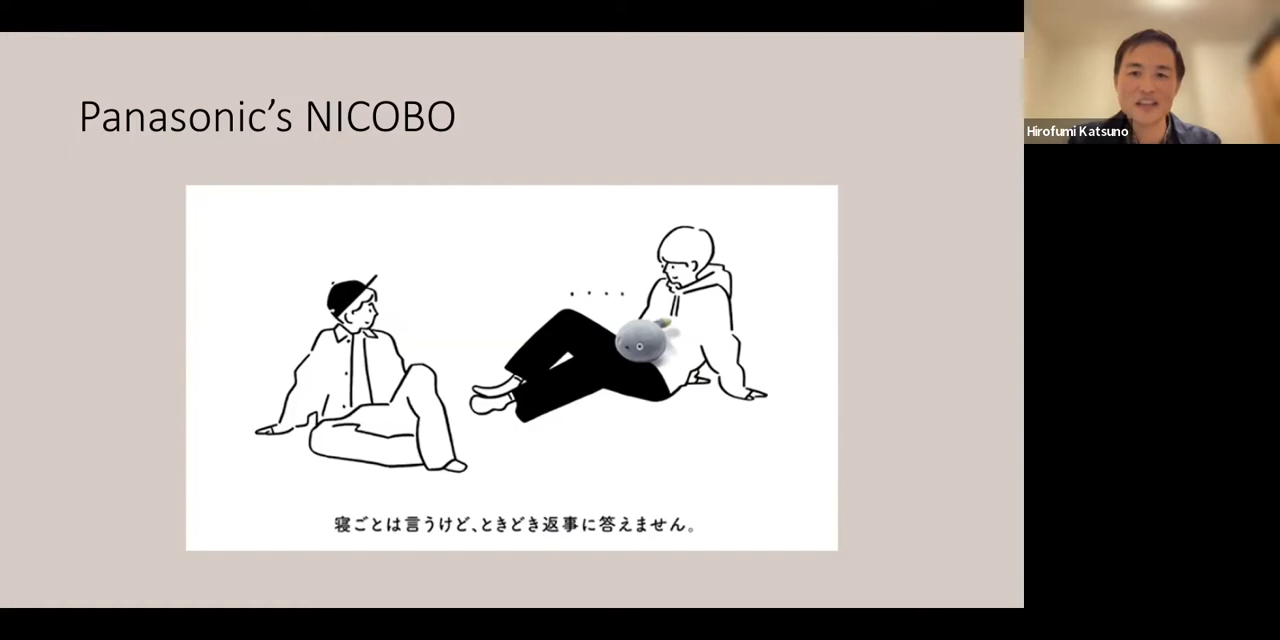 Panasonic's NICOBO
Hirofumi Katsuno
. . . .
寝ごとは言うけど、ときどき返事に答えません。